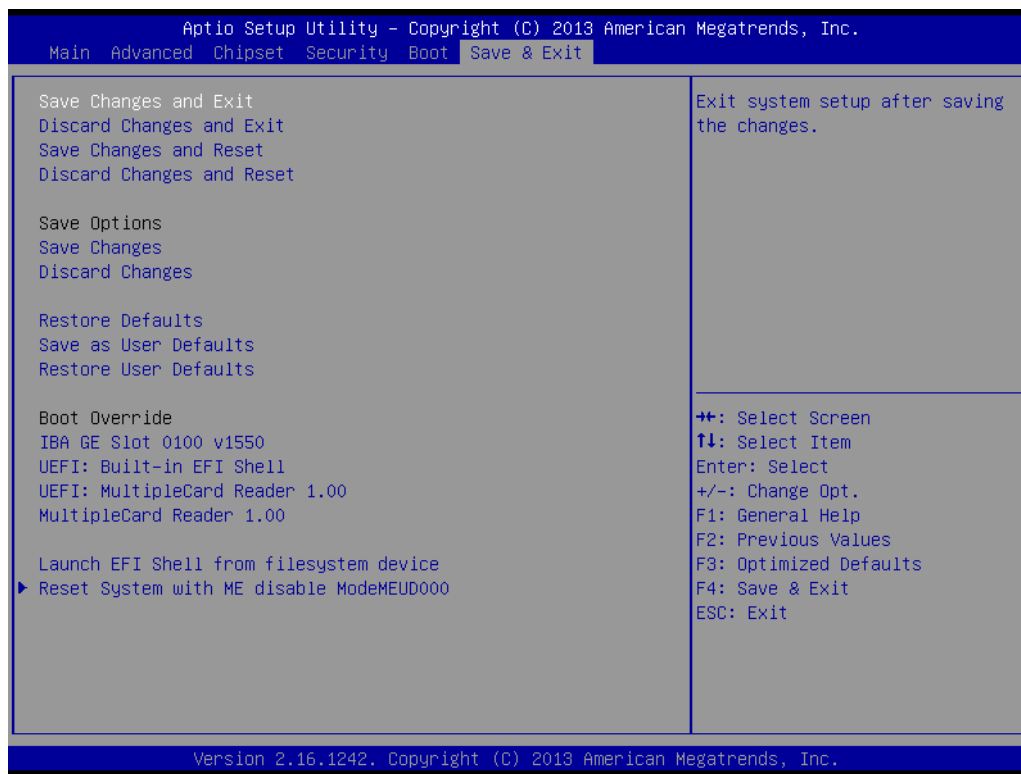 Aptio Setup Utility – Copyright (C) 2013 American Megatrends, Inc.
Main Advanced Chipset Security Boot Save & Exit
Save Changes and Exit
Discard Changes and Exit
Save Changes and Reset
Discard Changes and Reset
Save Options
Save Changes
Discard Changes
Restore Defaults
Save as User Defaults
Restore User Defaults
Boot Override
IBA GE Slot 0100 v1550
UEFI: Built-in EFI Shell
UEFI: MultipleCard Reader 1.00
MultipleCard Reader 1.00
Launch EFI Shell from filesystem device
▶ Reset System with ME disable ModeMEUD000
Exit system setup after saving
the changes.
→←: Select Screen
↑↓: Select Item
Enter: Select
+/-: Change Opt.
F1: General Help
F2: Previous Values
F3: Optimized Defaults
F4: Save & Exit
ESC: Exit
Version 2.16.1242. Copyright (C) 2013 American Megatrends, Inc.